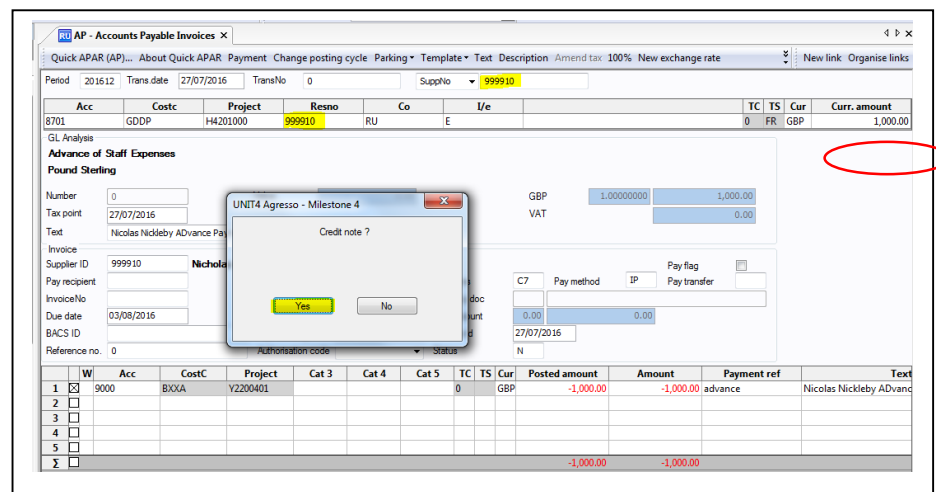 RU AP - Accounts Payable Invoices ×
Quick APAR (AP)... About Quick APAR Payment Change posting cycle Parking Template Text Description Amend tax 100% New exchange rate New link Organise links
Period 201612 Trans.date 27/07/2016 TransNo 0 SuppNo 999910
Acc Costc Project Resno Co I/e TC TS Cur Curr. amount
8701 GDDP H4201000 999910 RU E 0 FR GBP 1,000.00
GL Analysis
Advance of Staff Expenses
Pound Sterling
Number 0 GBP 1.00000000 1,000.00
Tax point 27/07/2016 VAT 0.00
Text Nicolas Nickleby ADvance Pay
UNIT4 Agresso - Milestone 4
Credit note ?
Yes No
Invoice
Supplier ID 999910 Nichola Pay flag
Pay recipient C7 Pay method IP Pay transfer
InvoiceNo doc
Due date 03/08/2016 0.00 0.00
BACS ID 27/07/2016
Reference no. 0 Authorisation code Status N
W Acc CostC Project Cat 3 Cat 4 Cat 5 TC TS Cur Posted amount Amount Payment ref Text
1 9000 BXXA Y2200401 0 GBP -1,000.00 -1,000.00 advance Nicolas Nickleby ADvanc
2
3
4
5
Σ -1,000.00 -1,000.00